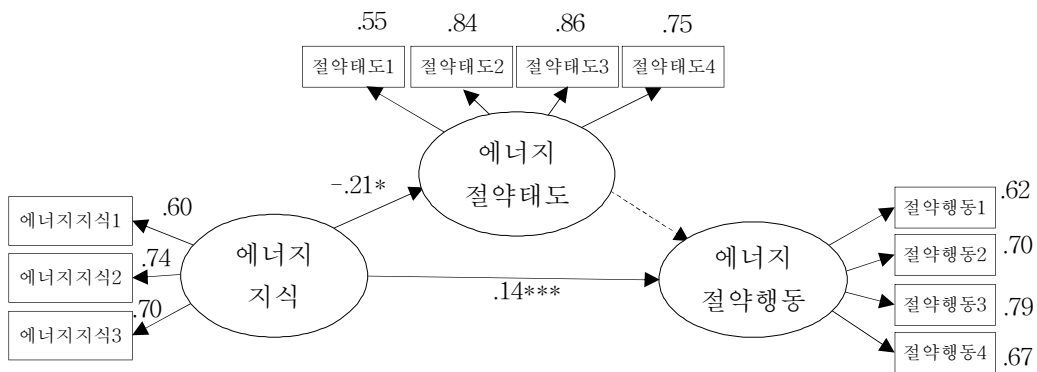 .55
.84
.86
.75
절약태도1
절약태도2
절약태도3
절약태도4
에너지
절약태도
-.21*
에너지지식1
.60
에너지지식2
.74
에너지지식3
.70
에너지
지식
.14***
에너지
절약행동
절약행동1
.62
절약행동2
.70
절약행동3
.79
절약행동4
.67